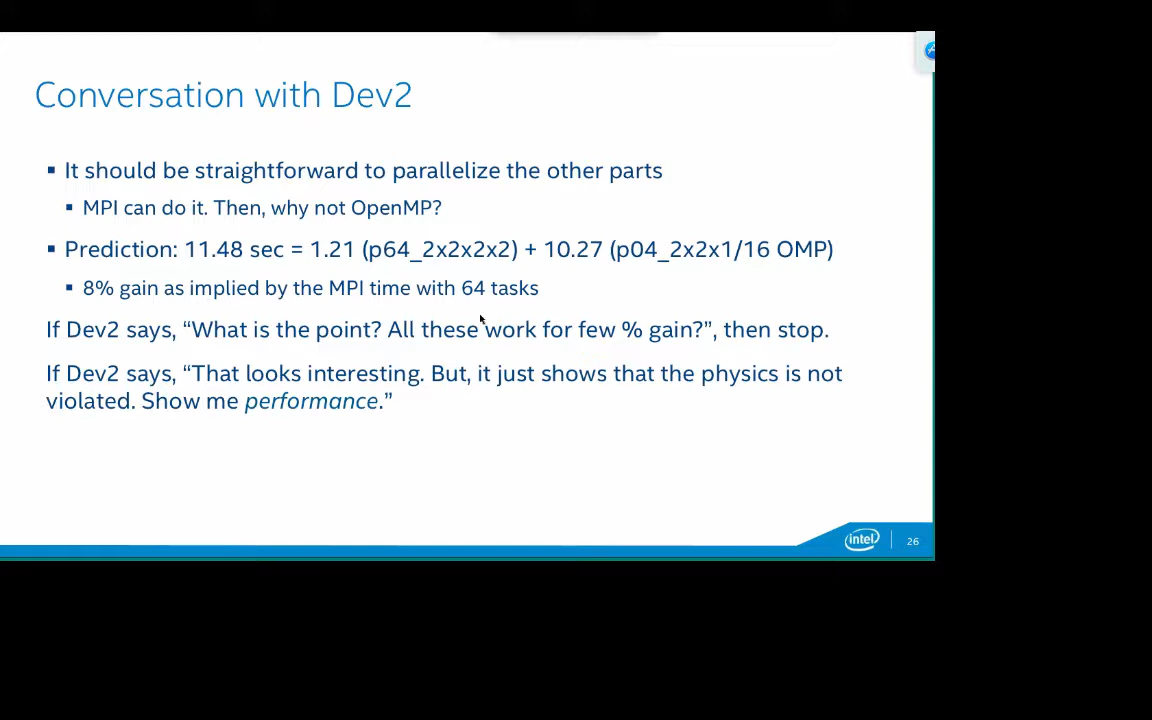 Conversation with Dev2
▪ It should be straightforward to parallelize the other parts
▪ MPI can do it. Then, why not OpenMP?
▪ Prediction: 11.48 sec = 1.21 (p64_2x2x2x2) + 10.27 (p04_2x2x1/16 OMP)
▪ 8% gain as implied by the MPI time with 64 tasks
If Dev2 says, “What is the point? All these work for few % gain?”, then stop.
If Dev2 says, “That looks interesting. But, it just shows that the physics is not
violated. Show me performance.”
intel
26